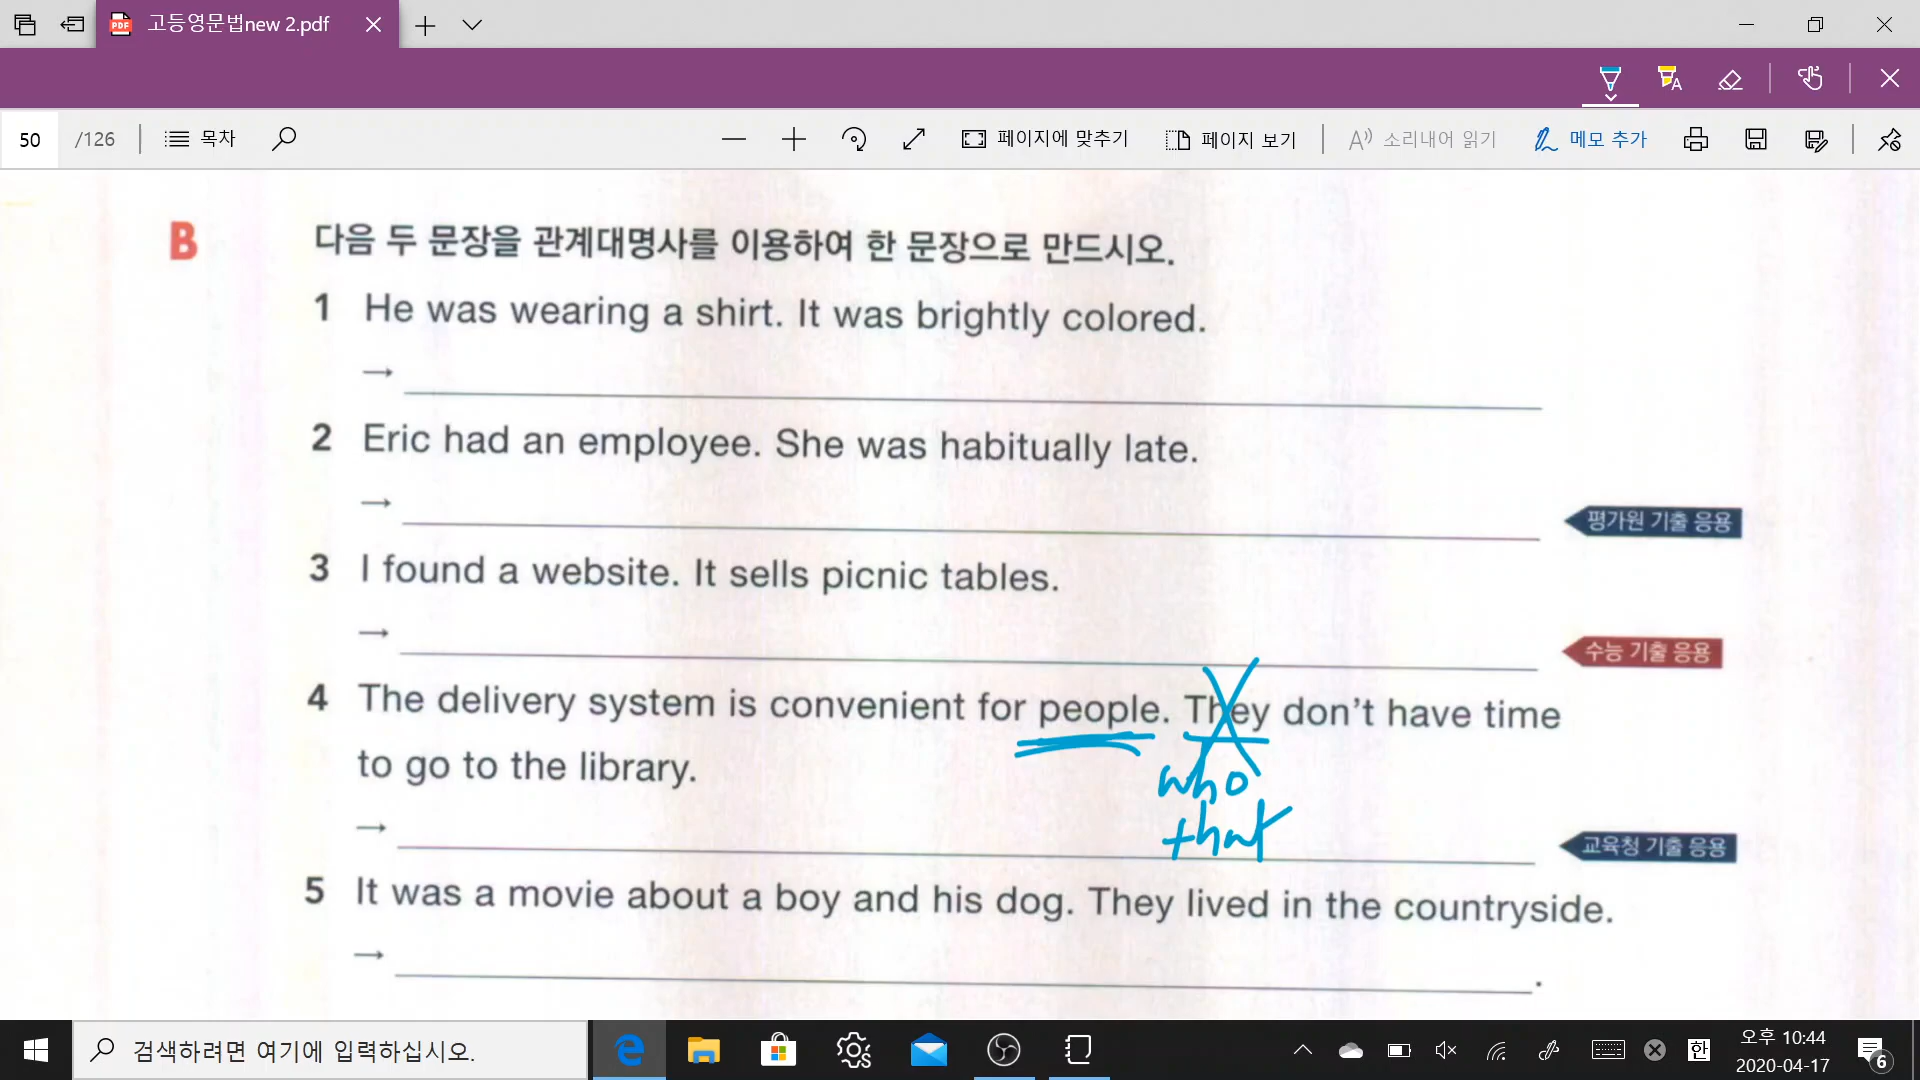 고등영문법new 2.pdf
50 /126 목차 페이지에 맞추기 페이지 보기 소리내어 읽기 메모 추가
B 다음 두 문장을 관계대명사를 이용하여 한 문장으로 만드시오.
1 He was wearing a shirt. It was brightly colored.
→
2 Eric had an employee. She was habitually late.
→
평가원 기출 응용
3 I found a website. It sells picnic tables.
→
수능 기출 응용
4 The delivery system is convenient for people. They don't have time
to go to the library.
who
that
→
교육청 기출 응용
5 It was a movie about a boy and his dog. They lived in the countryside.
→ .
검색하려면 여기에 입력하십시오.
한
오후 10:44
2020-04-17
6